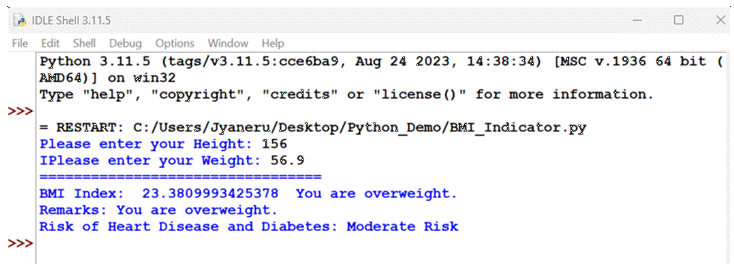 IDLE Shell 3.11.5
File Edit Shell Debug Options Window Help
Python 3.11.5 (tags/v3.11.5:cce6ba9, Aug 24 2023, 14:38:34) [MSC v.1936 64 bit (
AMD64)] on win32
Type "help", "copyright", "credits" or "license()" for more information.
>>>
= RESTART: C:/Users/Jyaneru/Desktop/Python_Demo/BMI_Indicator.py
Please enter your Height: 156
IPlease enter your Weight: 56.9
=================================
BMI Index:  23.3809993425378  You are overweight.
Remarks: You are overweight.
Risk of Heart Disease and Diabetes: Moderate Risk
>>>